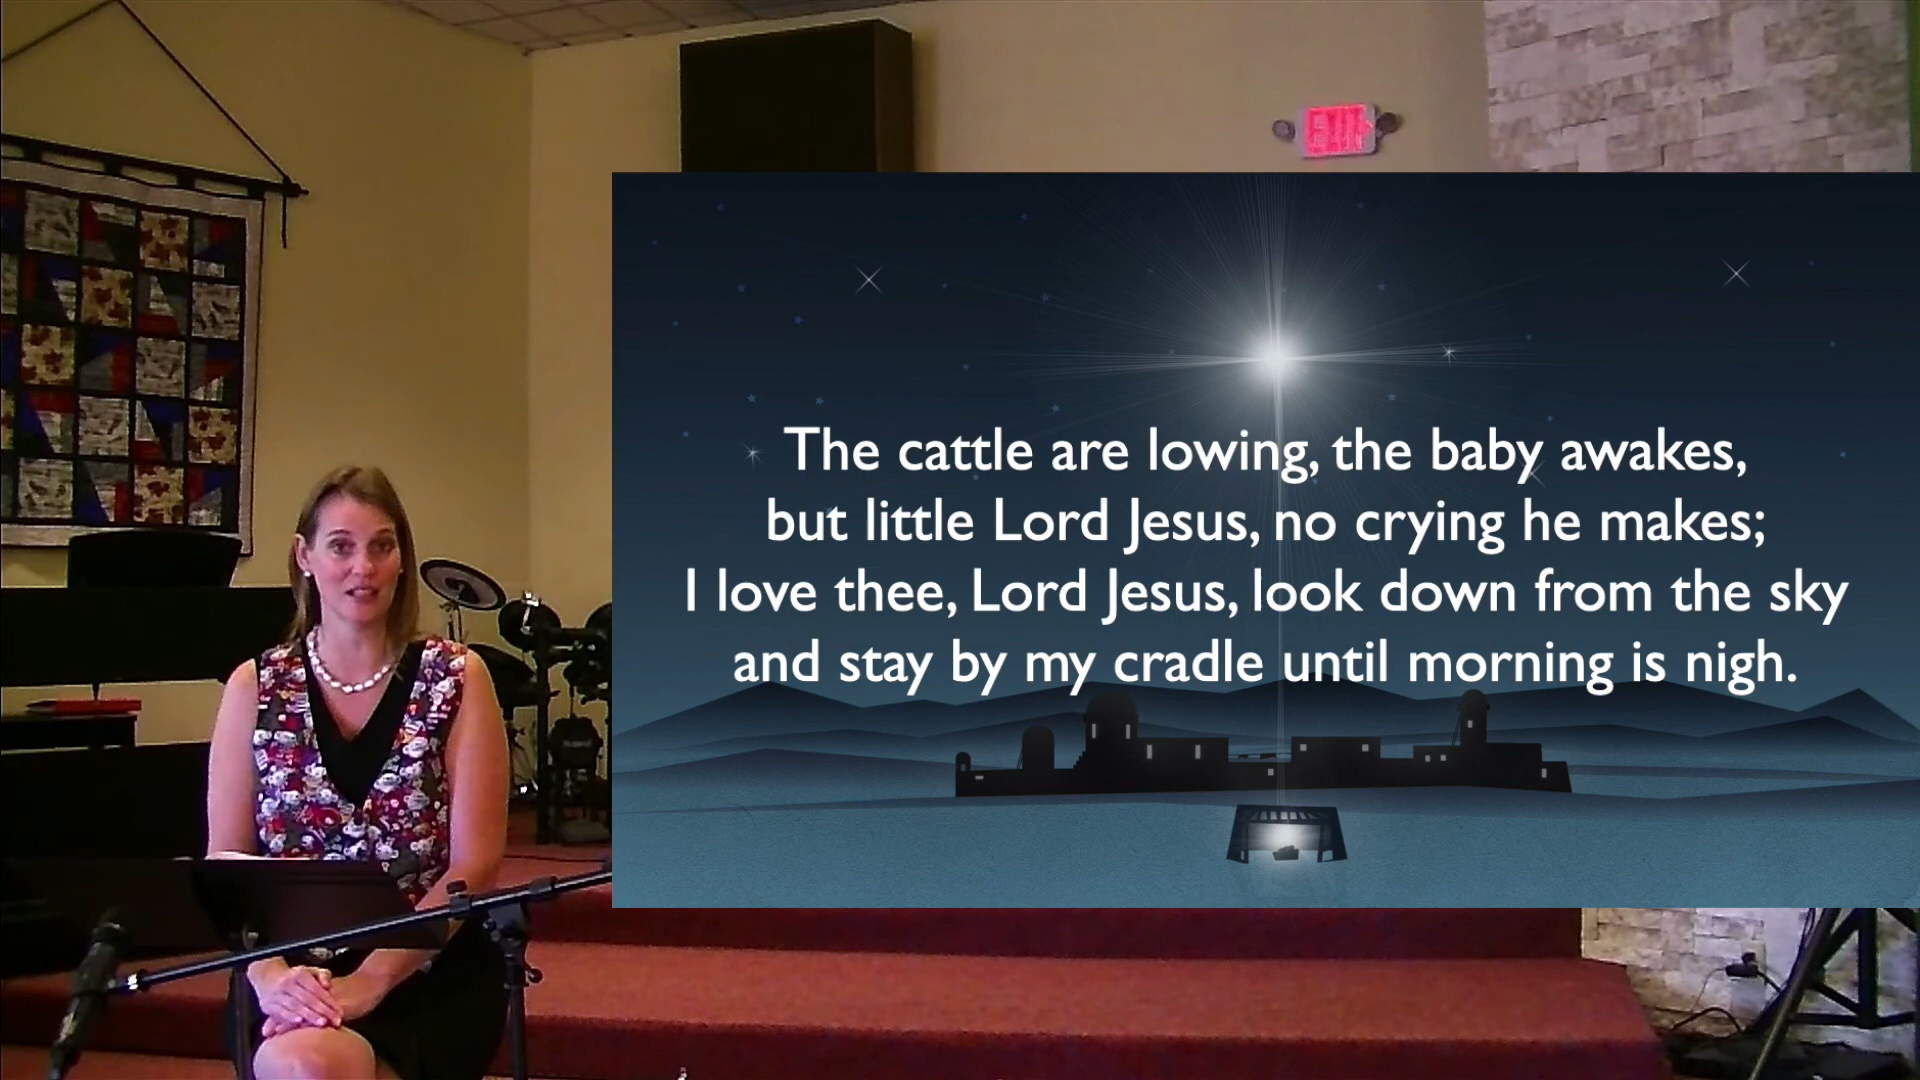 EXIT
The cattle are lowing, the baby awakes,
but little Lord Jesus, no crying he makes;
I love thee, Lord Jesus, look down from the sky
and stay by my cradle until morning is nigh.